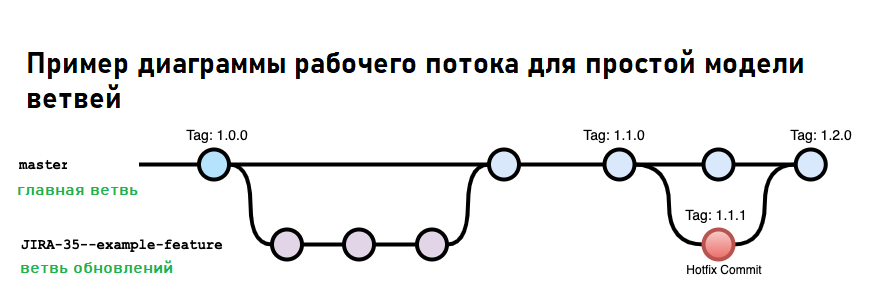 Пример диаграммы рабочего потока для простой модели
ветвей
Tag: 1.0.0
Tag: 1.1.0
Tag: 1.2.0
master
главная ветвь
Tag: 1.1.1
JIRA-35--example-feature
ветвь обновлений
Hotfix Commit